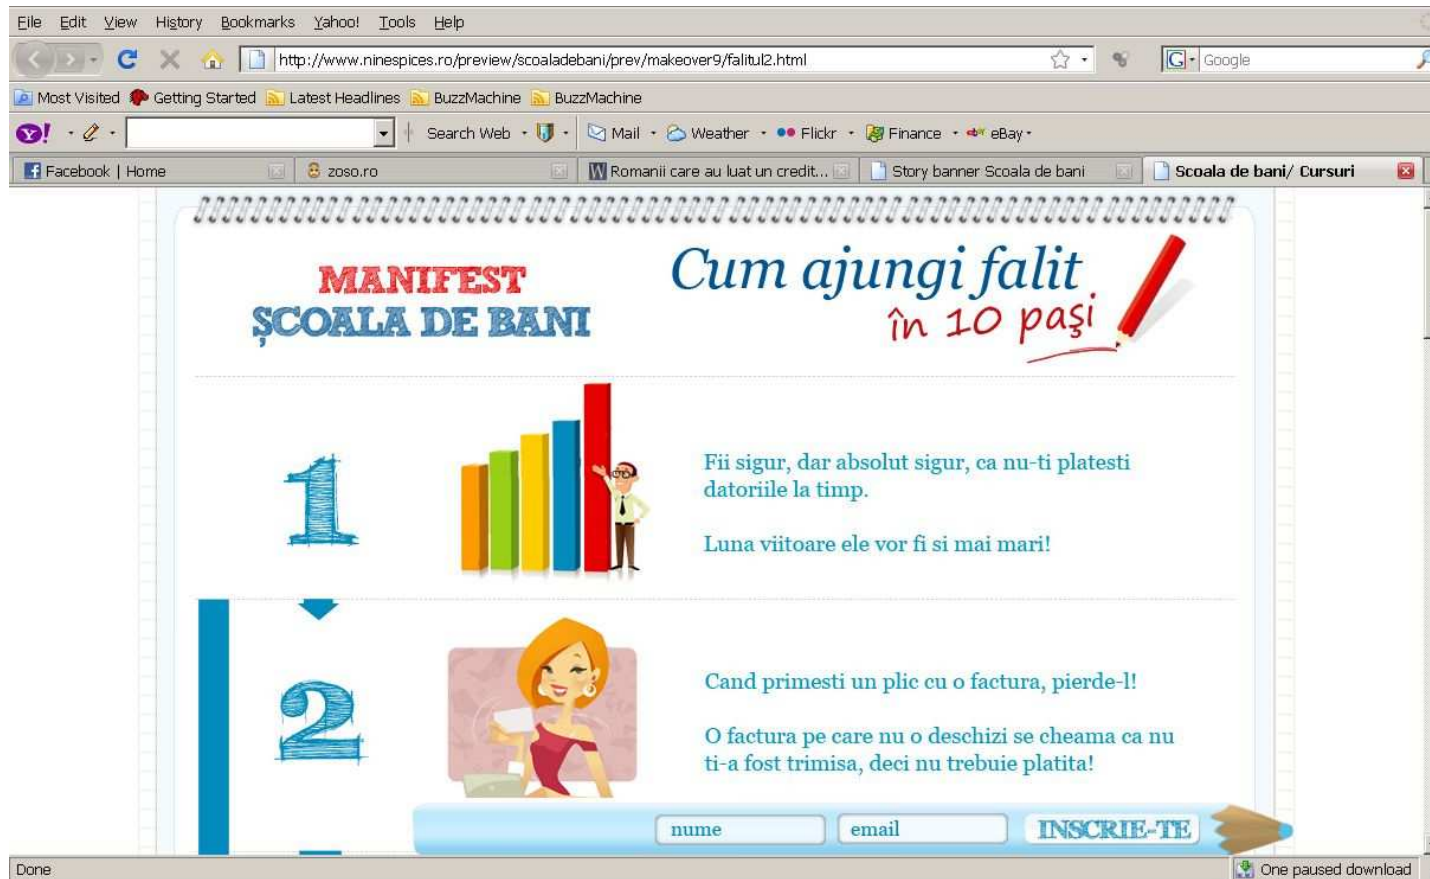 File Edit View History Bookmarks Yahoo! Tools Help
http://www.ninespices.ro/preview/scoaladebani/prev/makeover9/falitul2.html
G Google
Most Visited Getting Started Latest Headlines BuzzMachine BuzzMachine
Y! Search Web Mail Weather Flickr Finance eBay
Facebook | Home zoso.ro W Romanii care au luat un credit... Story banner Scoala de bani Scoala de bani/ Cursuri
MANIFEST
ȘCOALA DE BANI
Cum ajungi falit
în 10 pași
1
Fii sigur, dar absolut sigur, ca nu-ti platesti
datoriile la timp.
Luna viitoare ele vor fi si mai mari!
2
Cand primesti un plic cu o factura, pierde-l!
O factura pe care nu o deschizi se cheama ca nu
ti-a fost trimisa, deci nu trebuie platita!
nume email INSCRIE-TE
Done One paused download